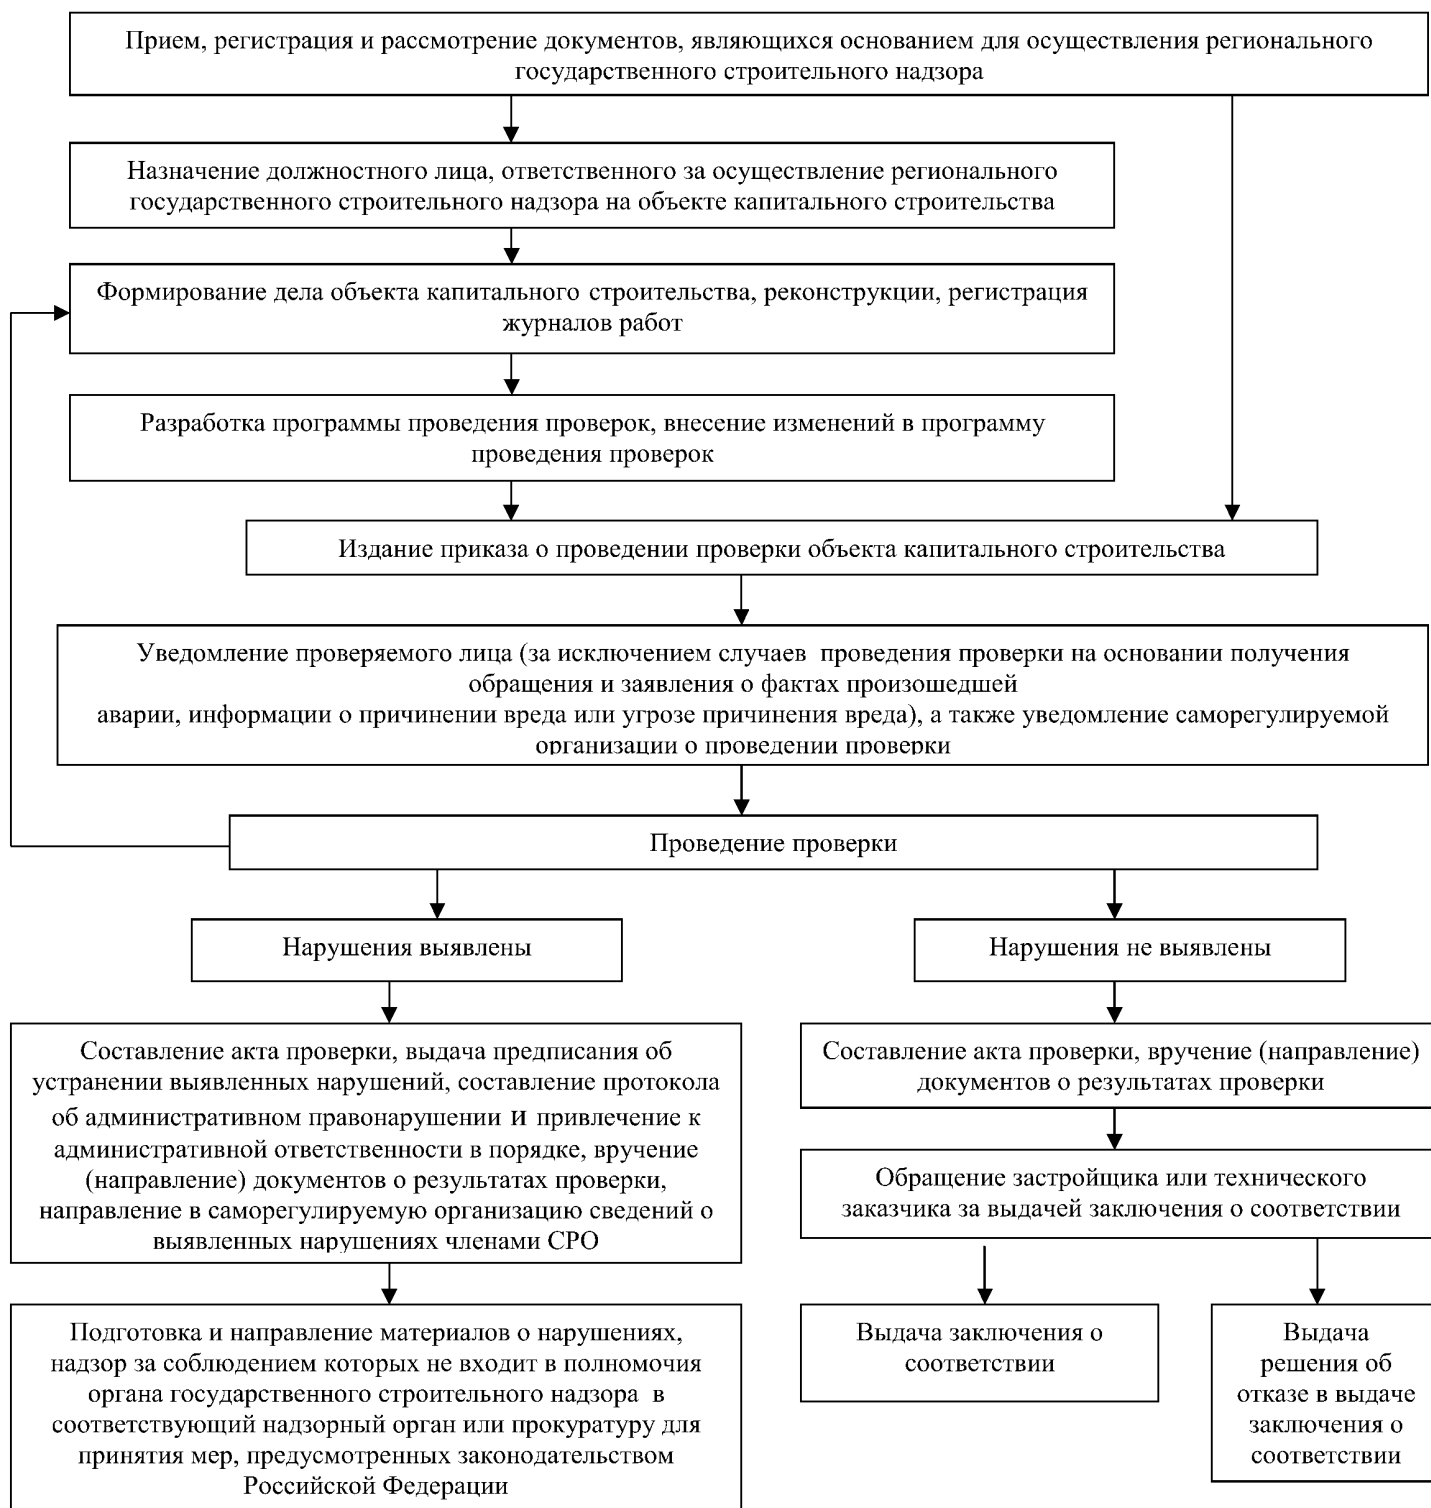 Прием, регистрация и рассмотрение документов, являющихся основанием для осуществления регионального
государственного строительного надзора
Назначение должностного лица, ответственного за осуществление регионального
государственного строительного надзора на объекте капитального строительства
Формирование дела объекта капитального строительства, реконструкции, регистрация
журналов работ
Разработка программы проведения проверок, внесение изменений в программу
проведения проверок
Издание приказа о проведении проверки объекта капитального строительства
Уведомление проверяемого лица (за исключением случаев проведения проверки на основании получения
обращения и заявления о фактах произошедшей
аварии, информации о причинении вреда или угрозе причинения вреда), а также уведомление саморегулируемой
организации о проведении проверки
Проведение проверки
Нарушения выявлены
Нарушения не выявлены
Составление акта проверки, выдача предписания об
устранении выявленных нарушений, составление протокола
об административном правонарушении и привлечение к
административной ответственности в порядке, вручение
(направление) документов о результатах проверки,
направление в саморегулируемую организацию сведений о
выявленных нарушениях членами СРО
Составление акта проверки, вручение (направление)
документов о результатах проверки
Обращение застройщика или технического
заказчика за выдачей заключения о соответствии
Подготовка и направление материалов о нарушениях,
надзор за соблюдением которых не входит в полномочия
органа государственного строительного надзора в
соответствующий надзорный орган или прокуратуру для
принятия мер, предусмотренных законодательством
Российской Федерации
Выдача заключения о
соответствии
Выдача
решения об
отказе в выдаче
заключения о
соответствии